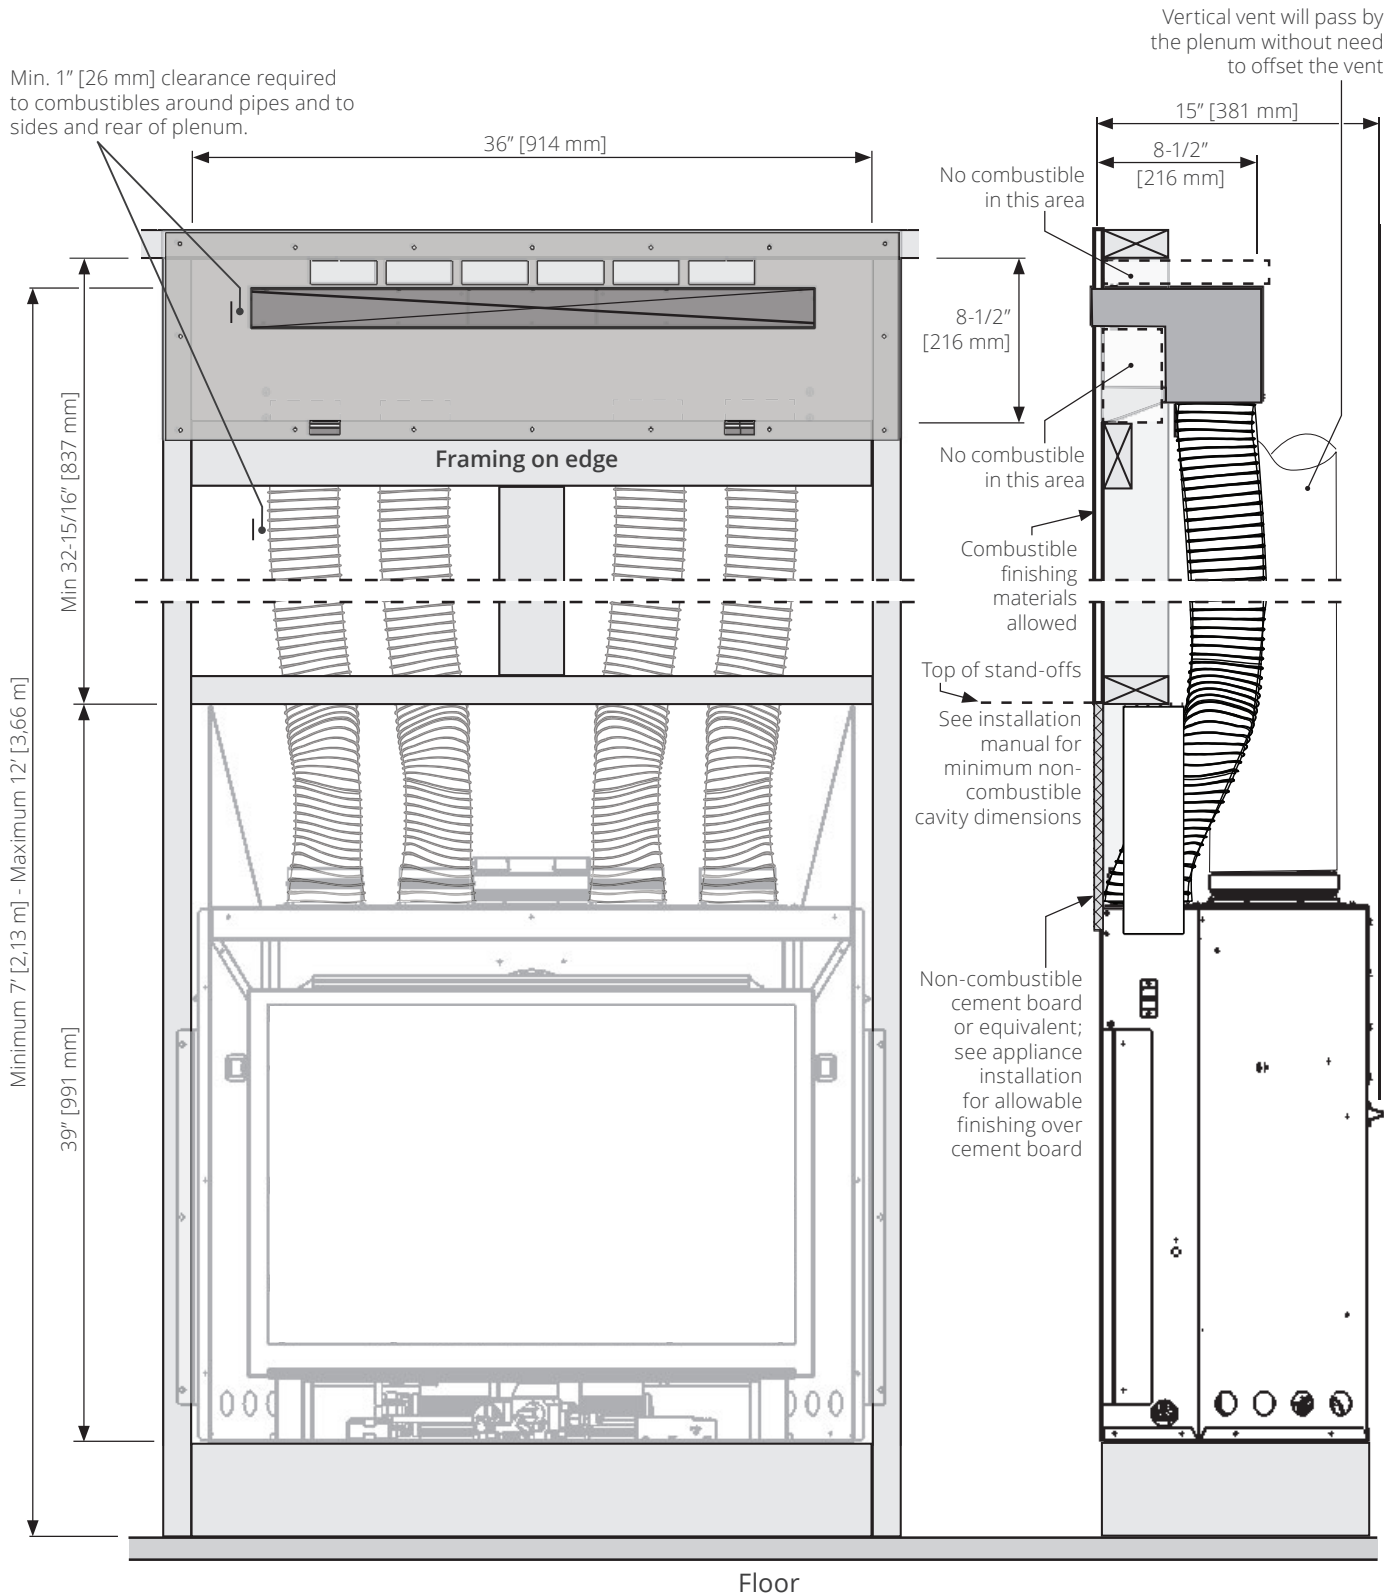 Vertical vent will pass by
the plenum without need
to offset the vent
Min. 1” [26 mm] clearance required
to combustibles around pipes and to
sides and rear of plenum.
36” [914 mm]
15” [381 mm]
8-1/2”
[216 mm]
No combustible
in this area
8-1/2”
[216 mm]
Framing on edge
No combustible
in this area
Min 32-15/16” [837 mm]
Combustible
finishing
materials
allowed
Top of stand-offs
See installation
manual for
minimum non-
combustible
cavity dimensions
Minimum 7’ [2,13 m] - Maximum 12’ [3,66 m]
39” [991 mm]
Non-combustible
cement board
or equivalent;
see appliance
installation
for allowable
finishing over
cement board
Floor